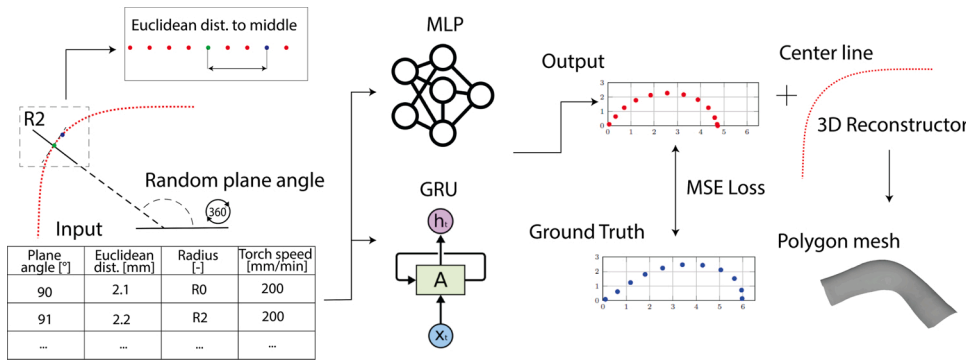 Euclidean dist. to middle
R2
Random plane angle
360
Input
Plane angle [°] Euclidean dist. [mm] Radius [-] Torch speed [mm/min]
90 2.1 R0 200
91 2.2 R2 200
... ... ... ...
MLP
GRU
hₜ
A
xₜ
Output
3
2
1
0
0 1 2 3 4 5 6
MSE Loss
Ground Truth
3
2
1
0
0 1 2 3 4 5 6
+
Center line
3D Reconstructor
Polygon mesh